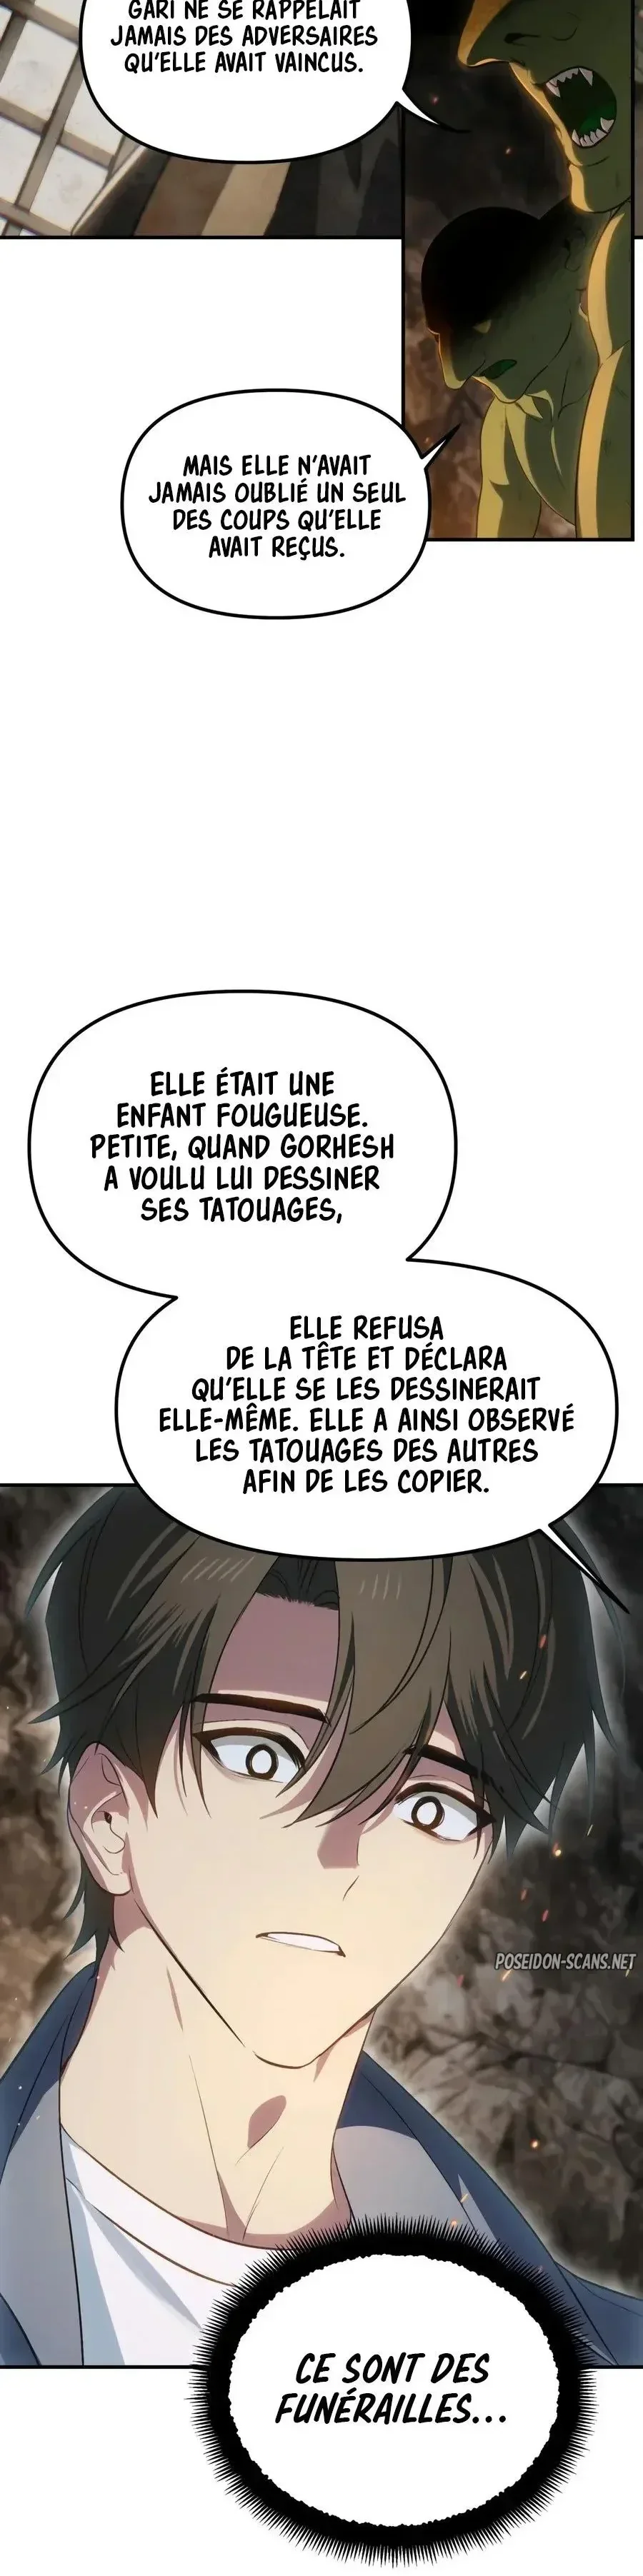 GARI NE SE RAPPELAIT
JAMAIS DES ADVERSAIRES
QU'ELLE AVAIT VAINCUS.
MAIS ELLE N'AVAIT
JAMAIS OUBLIÉ UN SEUL
DES COUPS QU'ELLE
AVAIT REÇUS.
ELLE ÉTAIT UNE
ENFANT FOUGUEUSE.
PETITE, QUAND GORHESH
A VOULU LUI DESSINER
SES TATOUAGES,
ELLE REFUSA
DE LA TÊTE ET DÉCLARA
QU'ELLE SE LES DESSINERAIT
ELLE-MÊME. ELLE A AINSI OBSERVÉ
LES TATOUAGES DES AUTRES
AFIN DE LES COPIER.
POSEIDON-SCANS.NET
CE SONT DES
FUNÉRAILLES...